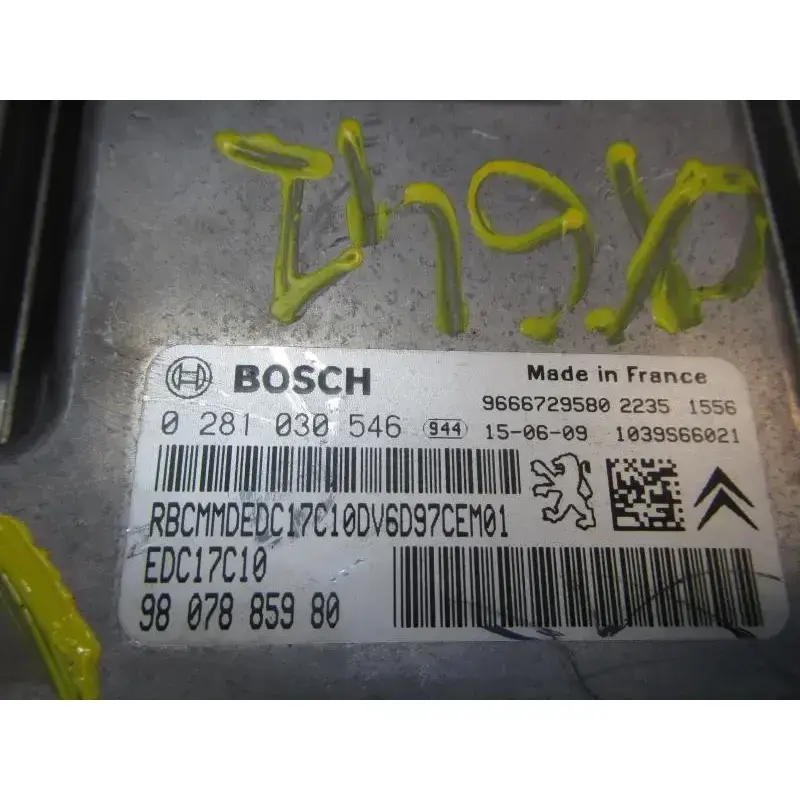 BOSCH
Made in France
9666729580 2235 1556
0 281 030 546 944 15-06-09 1039S66021
RBCMMDEDC17C10DV6D97CEM01
EDC17C10
98 078 859 80